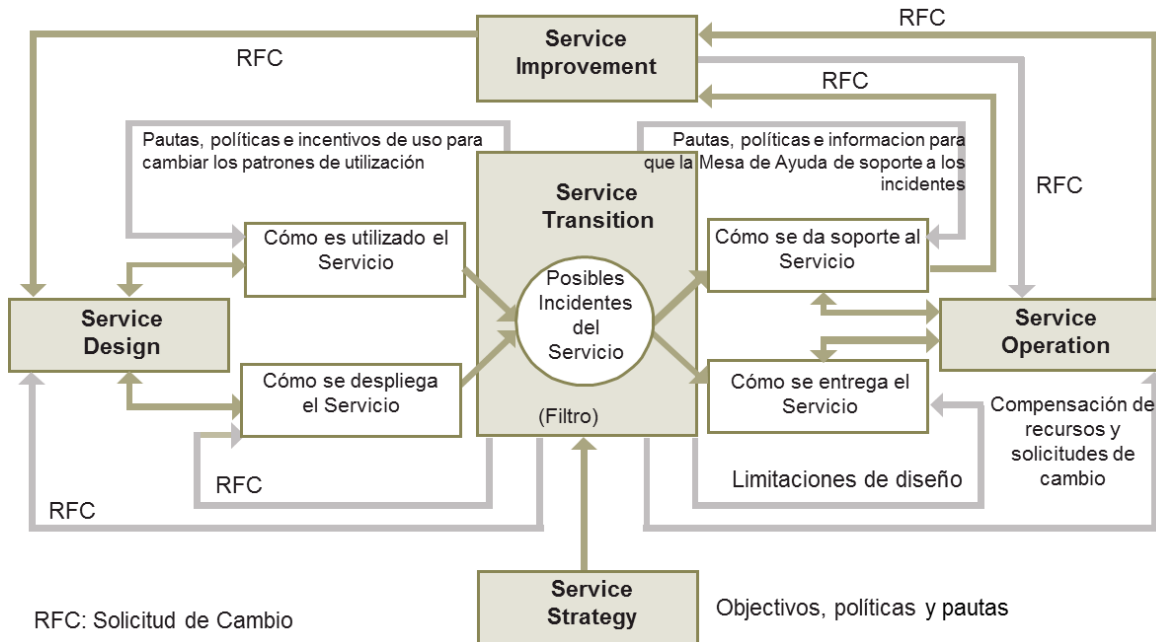 RFC
Service
Improvement
RFC
RFC
Pautas, políticas e incentivos de uso para
cambiar los patrones de utilización
Pautas, políticas e informacion para
que la Mesa de Ayuda de soporte a los
incidentes
RFC
Service
Transition
Cómo es utilizado el
Servicio
Cómo se da soporte al
Servicio
Posibles
Incidentes
del
Servicio
Service
Design
Service
Operation
Cómo se despliega
el Servicio
Cómo se entrega el
Servicio
(Filtro)
Compensación de
recursos y
solicitudes de
cambio
RFC
Limitaciones de diseño
RFC
Service
Strategy
Objectivos, políticas y pautas
RFC: Solicitud de Cambio